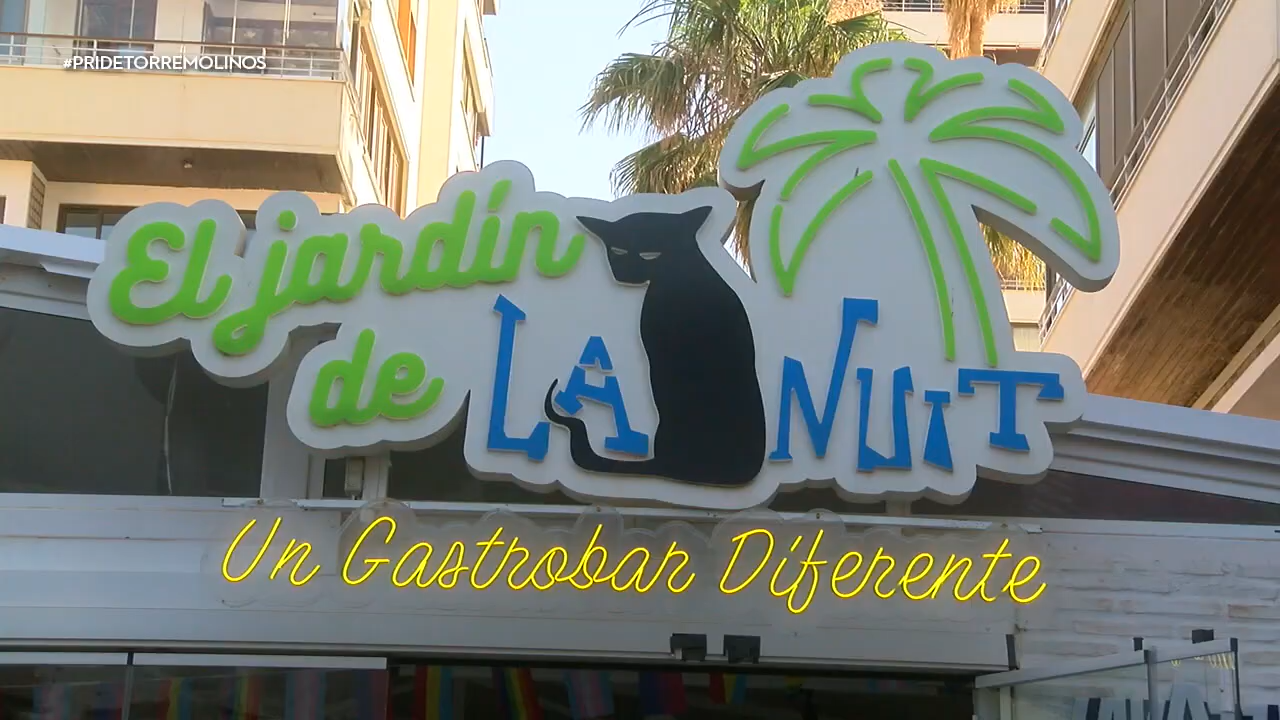 #PRIDETORREMOLINOS
El jardín
de LA NUIT
Un Gastrobar Diferente